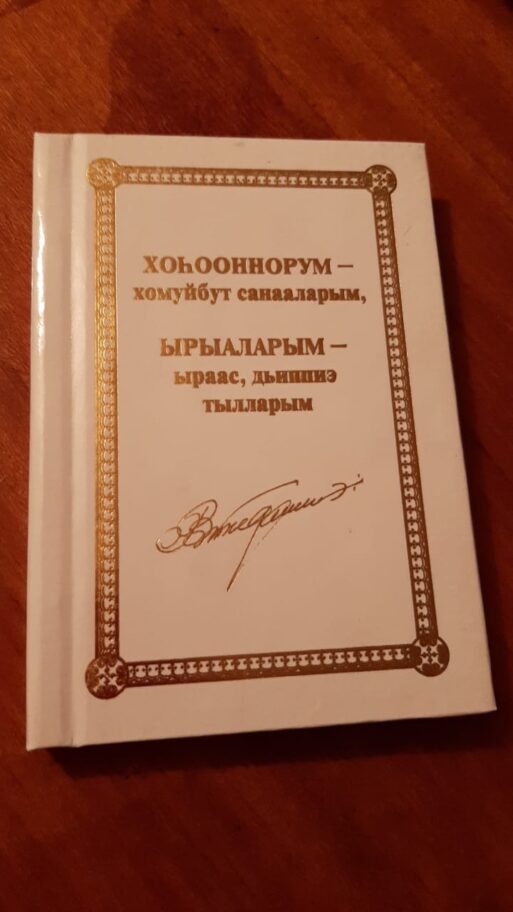 ХОҺООННОРУМ –
хомуйбут санааларым,
ЫРЫАЛАРЫМ –
ыраас, дьиппиэ
тылларым